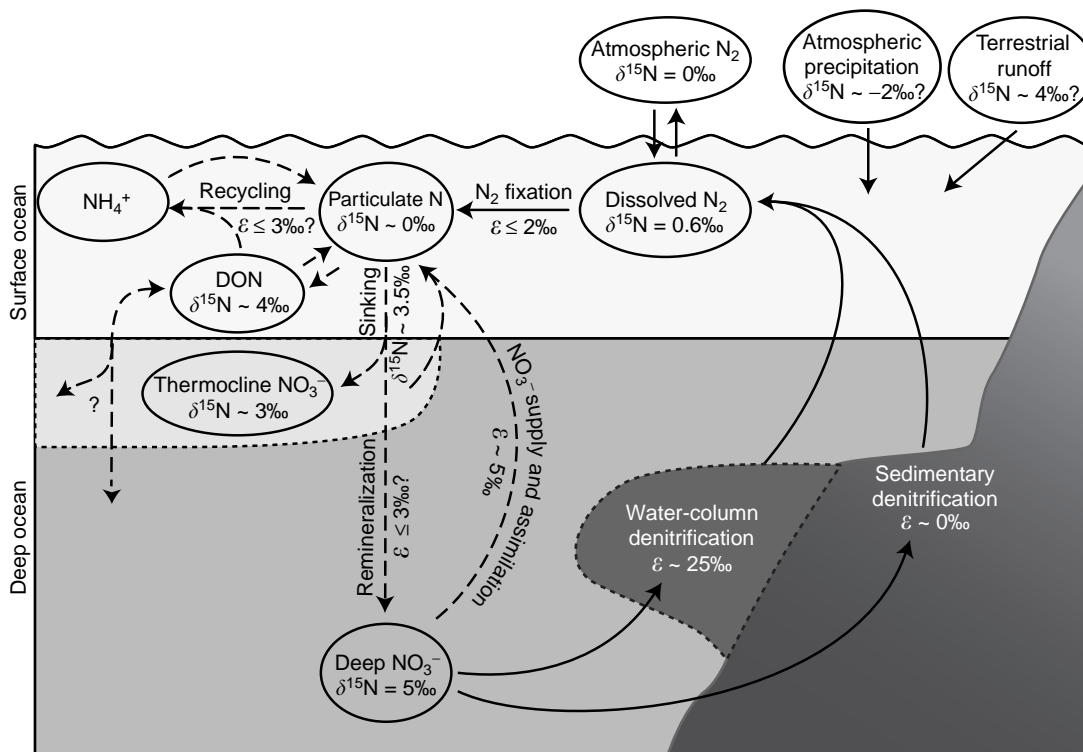 Atmospheric N₂
δ¹⁵N = 0‰
Atmospheric
precipitation
δ¹⁵N ~ −2‰?
Terrestrial
runoff
δ¹⁵N ~ 4‰?
Surface ocean
NH₄⁺
Recycling
ε ≤ 3‰?
Particulate N
δ¹⁵N ~ 0‰
N₂ fixation
ε ≤ 2‰
Dissolved N₂
δ¹⁵N = 0.6‰
DON
δ¹⁵N ~ 4‰
Sinking
δ¹⁵N ~ 3.5‰
Thermocline NO₃⁻
δ¹⁵N ~ 3‰
?
NO₃⁻ supply and assimilation
ε ~ 5‰
Deep ocean
Remineralization
ε ≤ 3‰?
Water-column
denitrification
ε ~ 25‰
Sedimentary
denitrification
ε ~ 0‰
Deep NO₃⁻
δ¹⁵N = 5‰